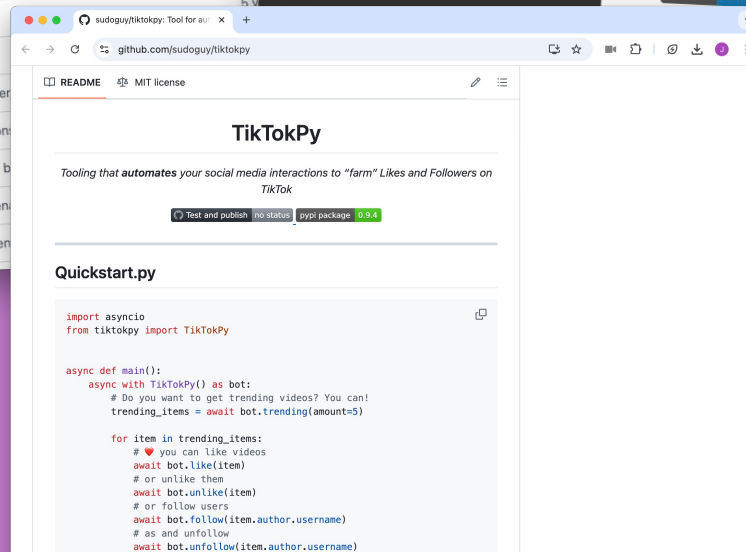 sudoguy/tiktokpy: Tool for aut
github.com/sudoguy/tiktokpy
J
README
MIT license
TikTokPy
Tooling that automates your social media interactions to “farm” Likes and Followers on
TikTok
Test and publish no status pypi package 0.9.4
Quickstart.py
import asyncio
from tiktokpy import TikTokPy
async def main():
async with TikTokPy() as bot:
# Do you want to get trending videos? You can!
trending_items = await bot.trending(amount=5)
for item in trending_items:
# ❤️ you can like videos
await bot.like(item)
# or unlike them
await bot.unlike(item)
# or follow users
await bot.follow(item.author.username)
# as and unfollow
await bot.unfollow(item.author.username)